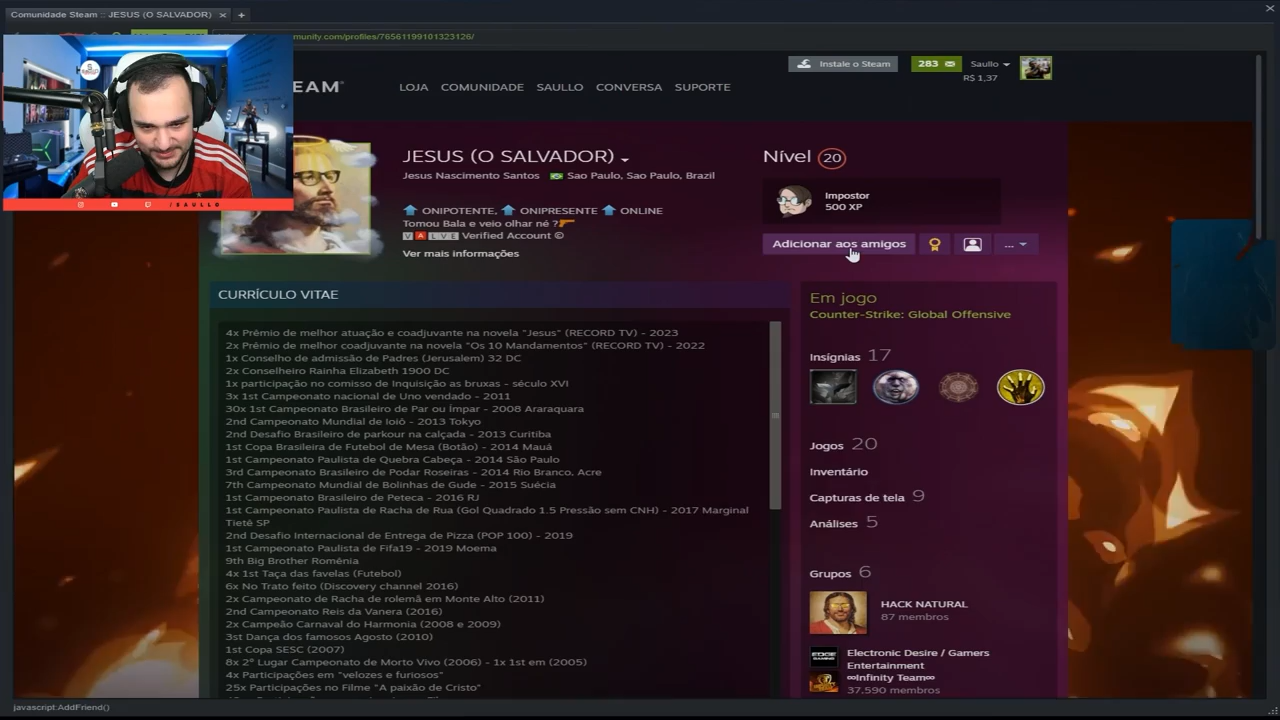 Comunidade Steam :: JESUS (O SALVADOR)
munity.com/profiles/76561199101323126/
Instale o Steam
283
Saullo
R$ 1,37
EAM
LOJA COMUNIDADE SAULLO CONVERSA SUPORTE
/SAULLO
JESUS (O SALVADOR)
Jesus Nascimento Santos Sao Paulo, Sao Paulo, Brazil
ONIPOTENTE, ONIPRESENTE ONLINE
Tomou Bala e veio olhar né ?
VALVE Verified Account ©
Ver mais informações
Nível 20
Impostor
500 XP
Adicionar aos amigos
...
CURRÍCULO VITAE
4x Prêmio de melhor atuação e coadjuvante na novela "Jesus" (RECORD TV) - 2023
2x Prêmio de melhor coadjuvante na novela "Os 10 Mandamentos" (RECORD TV) - 2022
1x Conselho de admissão de Padres (Jerusalem) 32 DC
2x Conselheiro Rainha Elizabeth 1900 DC
1x participação no comisso de Inquisição as bruxas - século XVI
3x 1st Campeonato nacional de Uno vendado - 2011
30x 1st Campeonato Brasileiro de Par ou Ímpar - 2008 Araraquara
2nd Campeonato Mundial de Ioiô - 2013 Tokyo
2nd Desafio Brasileiro de parkour na calçada - 2013 Curitiba
1st Copa Brasileira de Futebol de Mesa (Botão) - 2014 Mauá
1st Campeonato Paulista de Quebra Cabeça - 2014 São Paulo
3rd Campeonato Brasileiro de Podar Roseiras - 2014 Rio Branco, Acre
7th Campeonato Mundial de Bolinhas de Gude - 2015 Suécia
1st Campeonato Brasileiro de Peteca - 2016 RJ
1st Campeonato Paulista de Racha de Rua (Gol Quadrado 1.5 Pressão sem CNH) - 2017 Marginal
Tietê SP
2nd Desafio Internacional de Entrega de Pizza (POP 100) - 2019
1st Campeonato Paulista de Fifa19 - 2019 Moema
9th Big Brother Romênia
4x 1st Taça das favelas (Futebol)
6x No Trato feito (Discovery channel 2016)
2x Campeonato de Racha de rolemã em Monte Alto (2011)
2nd Campeonato Reis da Vanera (2016)
2x Campeão Carnaval do Harmonia (2008 e 2009)
3st Dança dos famosos Agosto (2010)
1st Copa SESC (2007)
8x 2º Lugar Campeonato de Morto Vivo (2006) - 1x 1st em (2005)
4x Participações em "velozes e furiosos"
25x Participações no Filme "A paixão de Cristo"
Em jogo
Counter-Strike: Global Offensive
Insígnias 17
Jogos 20
Inventário
Capturas de tela 9
Análises 5
Grupos 6
HACK NATURAL
87 membros
EDGE
Electronic Desire / Gamers
Entertainment
∞Infinity Team∞
37,590 membros
javascript:AddFriend()